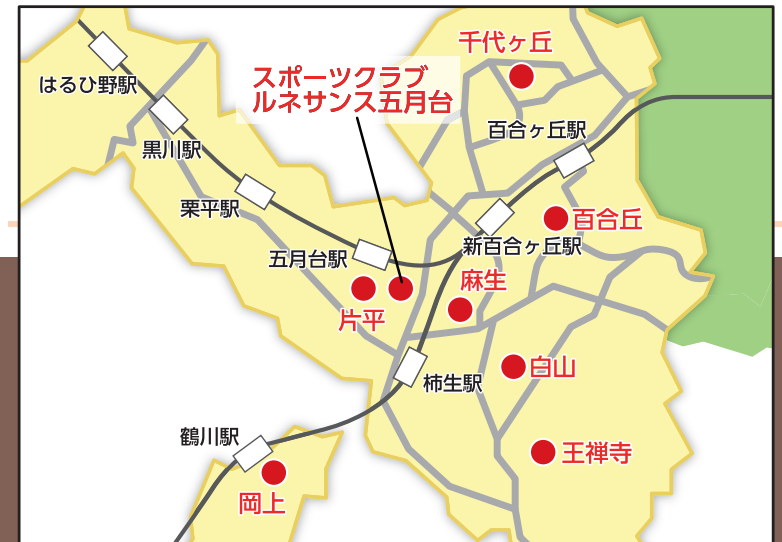 千代ヶ丘
スポーツクラブ
ルネサンス五月台
はるひ野駅
百合ヶ丘駅
黒川駅
栗平駅
百合丘
新百合ヶ丘駅
五月台駅
麻生
片平
白山
柿生駅
鶴川駅
王禅寺
岡上